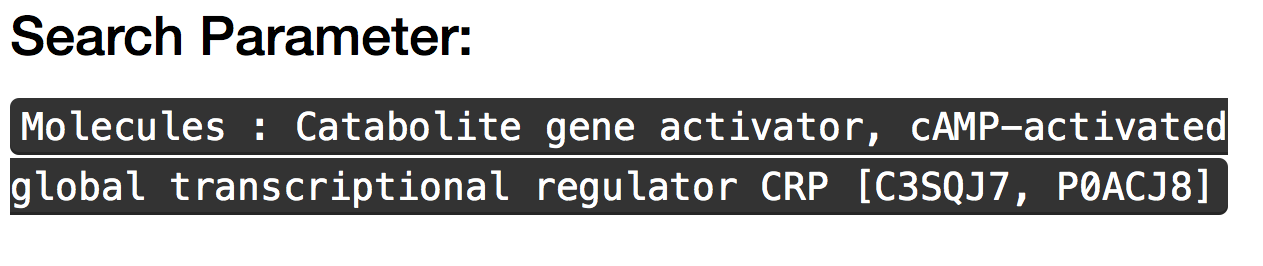 Search Parameter:
Molecules : Catabolite gene activator, cAMP–activated
global transcriptional regulator CRP [C3SQJ7, P0ACJ8]